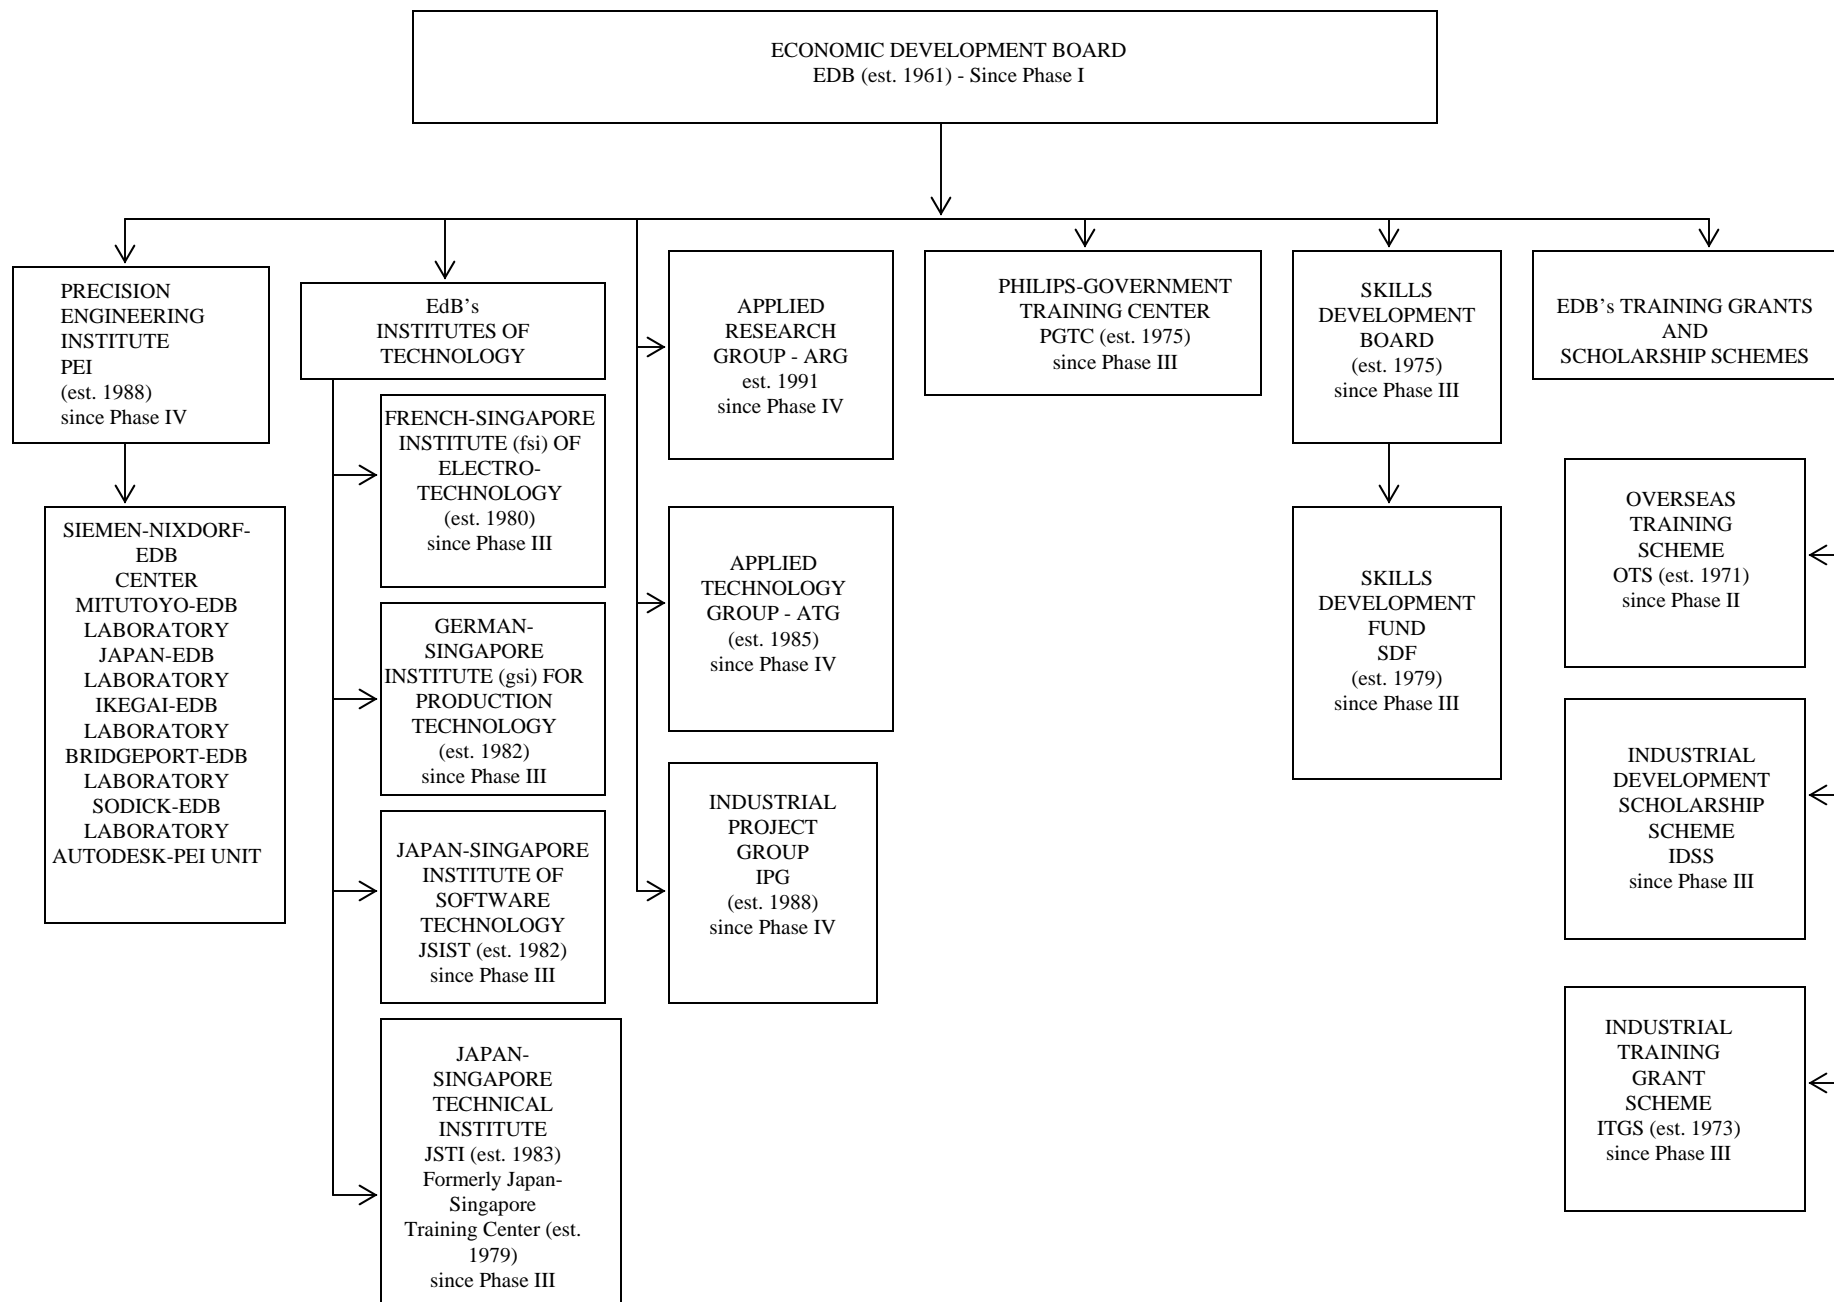 ECONOMIC DEVELOPMENT BOARD
EDB (est. 1961) - Since Phase I
PRECISION
ENGINEERING
INSTITUTE
PEI
(est. 1988)
since Phase IV
SIEMEN-NIXDORF-
EDB
CENTER
MITUTOYO-EDB
LABORATORY
JAPAN-EDB
LABORATORY
IKEGAI-EDB
LABORATORY
BRIDGEPORT-EDB
LABORATORY
SODICK-EDB
LABORATORY
AUTODESK-PEI UNIT
EdB's
INSTITUTES OF
TECHNOLOGY
FRENCH-SINGAPORE
INSTITUTE (fsi) OF
ELECTRO-
TECHNOLOGY
(est. 1980)
since Phase III
GERMAN-
SINGAPORE
INSTITUTE (gsi) FOR
PRODUCTION
TECHNOLOGY
(est. 1982)
since Phase III
JAPAN-SINGAPORE
INSTITUTE OF
SOFTWARE
TECHNOLOGY
JSIST (est. 1982)
since Phase III
JAPAN-
SINGAPORE
TECHNICAL
INSTITUTE
JSTI (est. 1983)
Formerly Japan-
Singapore
Training Center (est.
1979)
since Phase III
APPLIED
RESEARCH
GROUP - ARG
est. 1991
since Phase IV
APPLIED
TECHNOLOGY
GROUP - ATG
(est. 1985)
since Phase IV
INDUSTRIAL
PROJECT
GROUP
IPG
(est. 1988)
since Phase IV
PHILIPS-GOVERNMENT
TRAINING CENTER
PGTC (est. 1975)
since Phase III
SKILLS
DEVELOPMENT
BOARD
(est. 1975)
since Phase III
SKILLS
DEVELOPMENT
FUND
SDF
(est. 1979)
since Phase III
EDB's TRAINING GRANTS
AND
SCHOLARSHIP SCHEMES
OVERSEAS
TRAINING
SCHEME
OTS (est. 1971)
since Phase II
INDUSTRIAL
DEVELOPMENT
SCHOLARSHIP
SCHEME
IDSS
since Phase III
INDUSTRIAL
TRAINING
GRANT
SCHEME
ITGS (est. 1973)
since Phase III